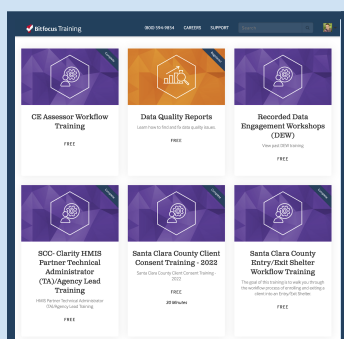 Bitfocus Training
(800) 594-9854 CAREERS SUPPORT
Search
CE Assessor Workflow
Training
FREE
Data Quality Reports
Learn how to find and fix data quality issues.
FREE
Recorded Data
Engagement Workshops
(DEW)
View past DEW training
FREE
SCC- Clarity HMIS
Partner Technical
Administrator
(TA)/Agency Lead
Training
HMIS Partner Technical Administrator
(TA)/Agency Lead Training
FREE
Santa Clara County Client
Consent Training - 2022
Santa Clara County Client Consent Training -
2022
FREE
20 Minutes
Santa Clara County
Entry/Exit Shelter
Workflow Training
The goal of this training is to walk you through
the workflow process of enrolling and exiting a
client into an Entry/Exit Shelter
FREE